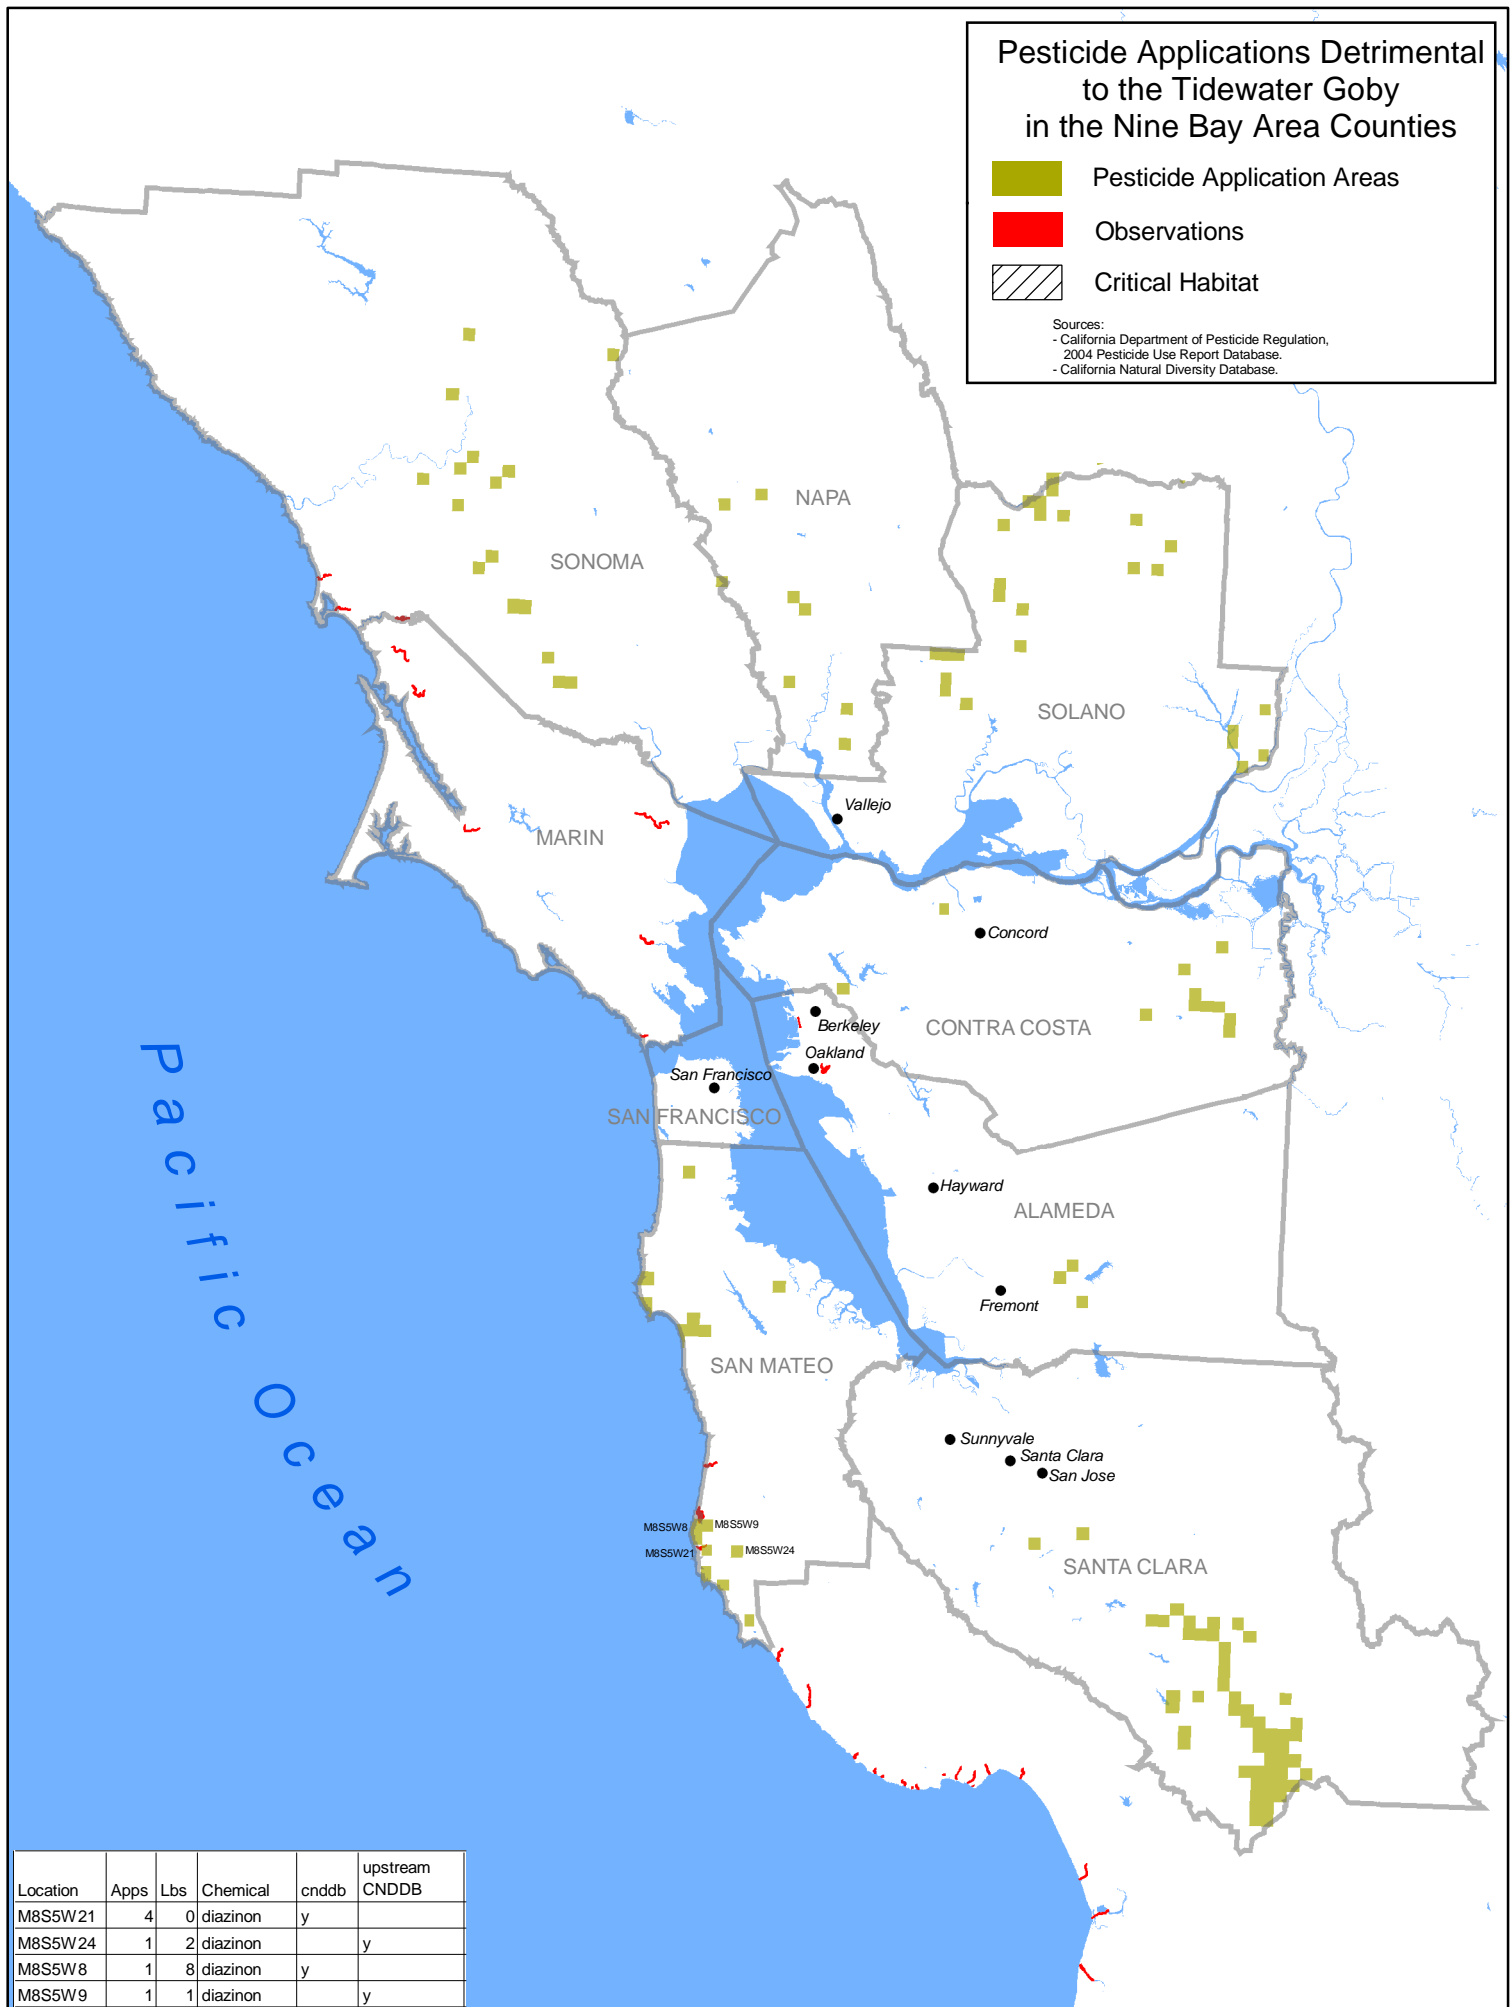 Pesticide Applications Detrimental
to the Tidewater Goby
in the Nine Bay Area Counties
Pesticide Application Areas
Observations
Critical Habitat
Sources:
- California Department of Pesticide Regulation,
2004 Pesticide Use Report Database.
- California Natural Diversity Database.
NAPA
SONOMA
SOLANO
Vallejo
MARIN
Concord
Berkeley
CONTRA COSTA
Oakland
San Francisco
SAN FRANCISCO
Pacific Ocean
Hayward
ALAMEDA
Fremont
SAN MATEO
Sunnyvale
Santa Clara
San Jose
M8S5W8
M8S5W9
M8S5W21
M8S5W24
SANTA CLARA
Location Apps Lbs Chemical cnddb upstream CNDDB
M8S5W21 4 0 diazinon y
M8S5W24 1 2 diazinon y
M8S5W8 1 8 diazinon y
M8S5W9 1 1 diazinon y